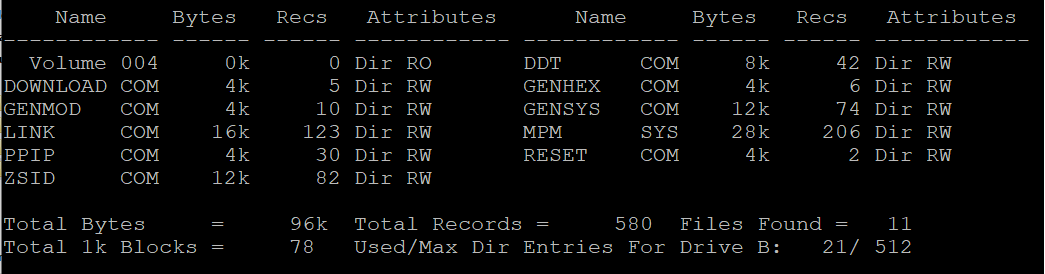 Name     Bytes   Recs   Attributes      Name     Bytes   Recs   Attributes
------------ ------ ------ ------------ ------------ ------ ------ ------------
  Volume 004     0k      0 Dir RO       DDT      COM     8k     42 Dir RW
DOWNLOAD COM     4k      5 Dir RW       GENHEX   COM     4k      6 Dir RW
GENMOD   COM     4k     10 Dir RW       GENSYS   COM    12k     74 Dir RW
LINK     COM    16k    123 Dir RW       MPM      SYS    28k    206 Dir RW
PPIP     COM     4k     30 Dir RW       RESET    COM     4k      2 Dir RW
ZSID     COM    12k     82 Dir RW
Total Bytes     =     96k  Total Records =     580  Files Found =   11
Total 1k Blocks =     78   Used/Max Dir Entries For Drive B:   21/ 512